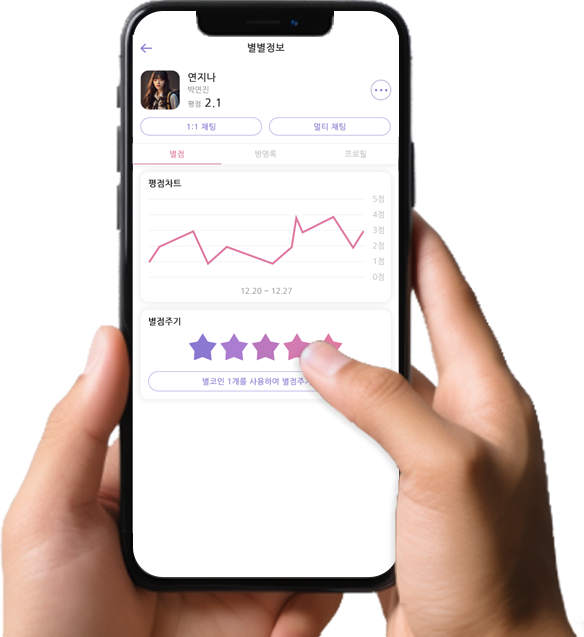 별별정보
연지나
박연진
평점 2.1
1:1 채팅
멀티 채팅
별점
방명록
프로필
평점차트
5점
4점
3점
2점
1점
0점
12.20 ~ 12.27
별점주기
별코인 1개를 사용하여 별점주기